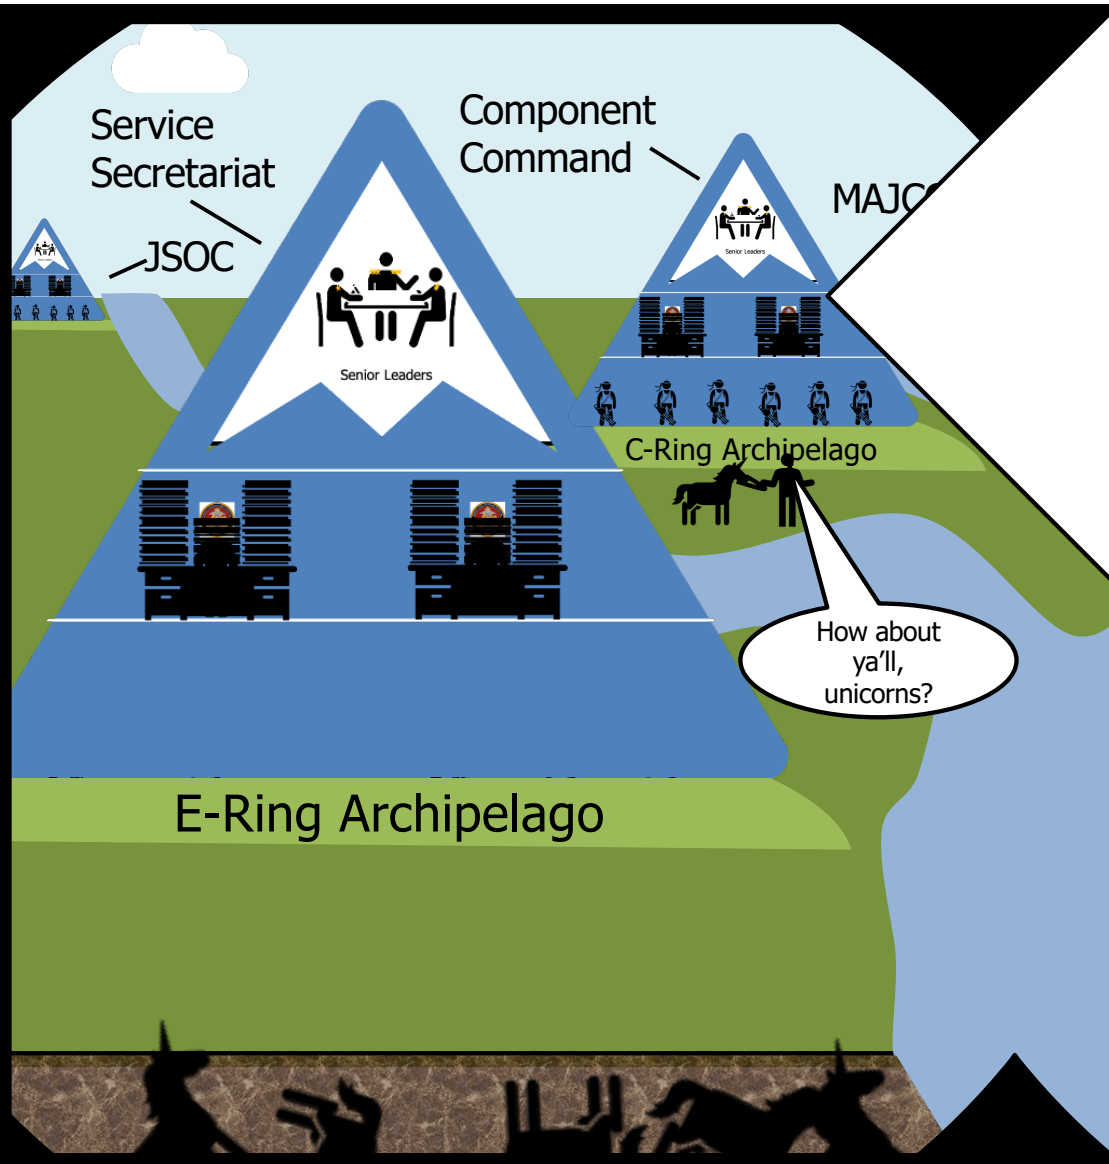 Service
Secretariat
Component
Command
JSOC
Senior Leaders
Senior Leaders
C-Ring Archipelago
How about
ya’ll,
unicorns?
E-Ring Archipelago